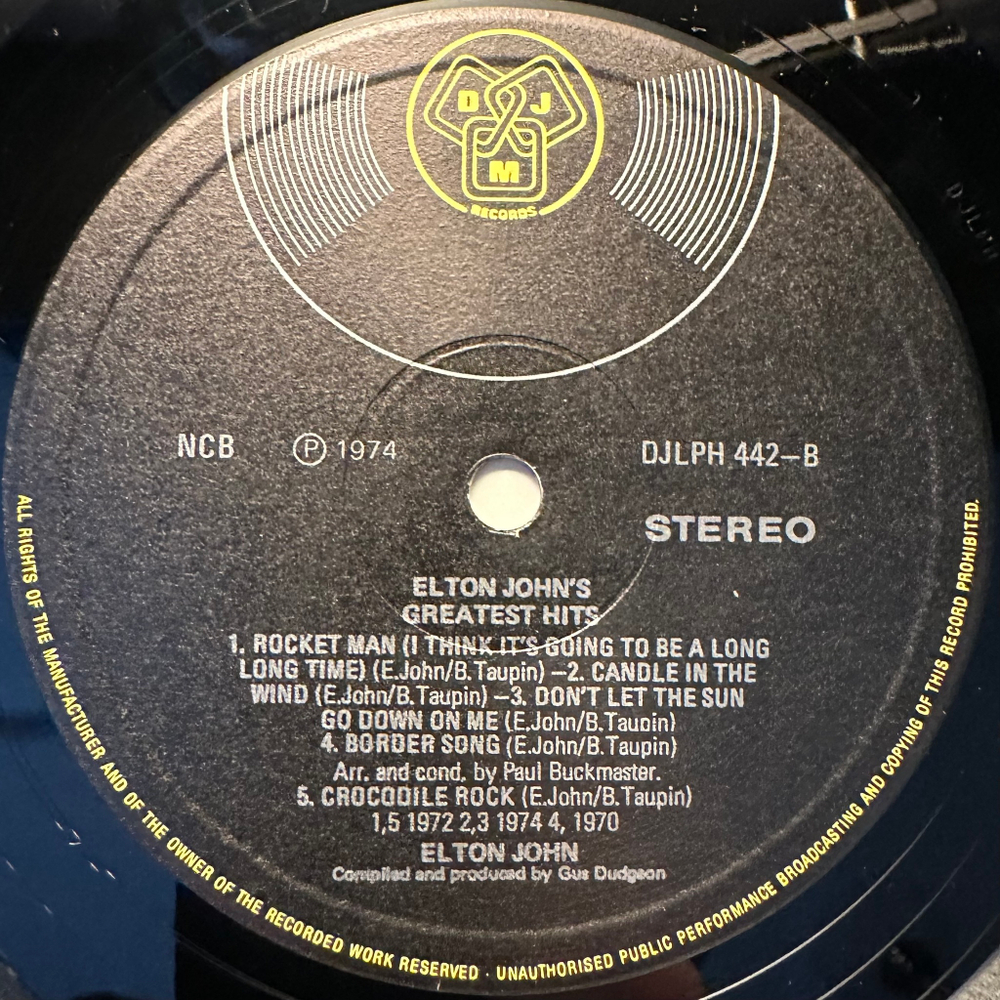 D J
M
RECORDS
NCB ℗ 1974 DJLPH 442-B
STEREO
ELTON JOHN'S
GREATEST HITS
1. ROCKET MAN (I THINK IT'S GOING TO BE A LONG
LONG TIME) (E.John/B.Taupin) –2. CANDLE IN THE
WIND (E.John/B.Taupin) –3. DON'T LET THE SUN
GO DOWN ON ME (E.John/B.Taupin)
4. BORDER SONG (E.John/B.Taupin)
Arr. and cond. by Paul Buckmaster.
5. CROCODILE ROCK (E.John/B.Taupin)
1,5 1972 2,3 1974 4, 1970
ELTON JOHN
Compiled and produced by Gus Dudgeon
ALL RIGHTS OF THE MANUFACTURER AND OF THE OWNER OF THE RECORDED WORK RESERVED · UNAUTHORISED PUBLIC PERFORMANCE BROADCASTING AND COPYING OF THIS RECORD PROHIBITED.